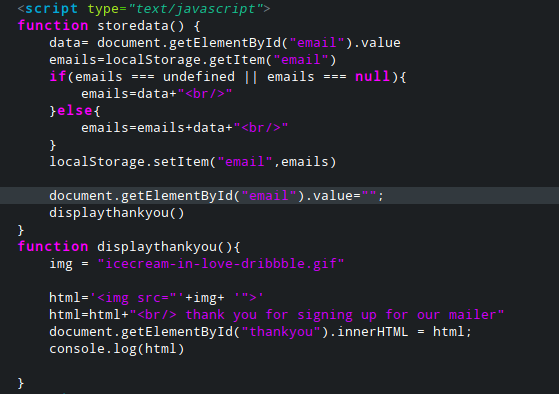 <script type="text/javascript">
function storedata() {
    data= document.getElementById("email").value
    emails=localStorage.getItem("email")
    if(emails === undefined || emails === null){
        emails=data+"<br/>"
    }else{
        emails=emails+data+"<br/>"
    }
    localStorage.setItem("email",emails)

    document.getElementById("email").value="";
    displaythankyou()
}
function displaythankyou(){
    img = "icecream-in-love-dribbble.gif"

    html='<img src="'+img+ '">'
    html=html+"<br/> thank you for signing up for our mailer"
    document.getElementById("thankyou").innerHTML = html;
    console.log(html)

}